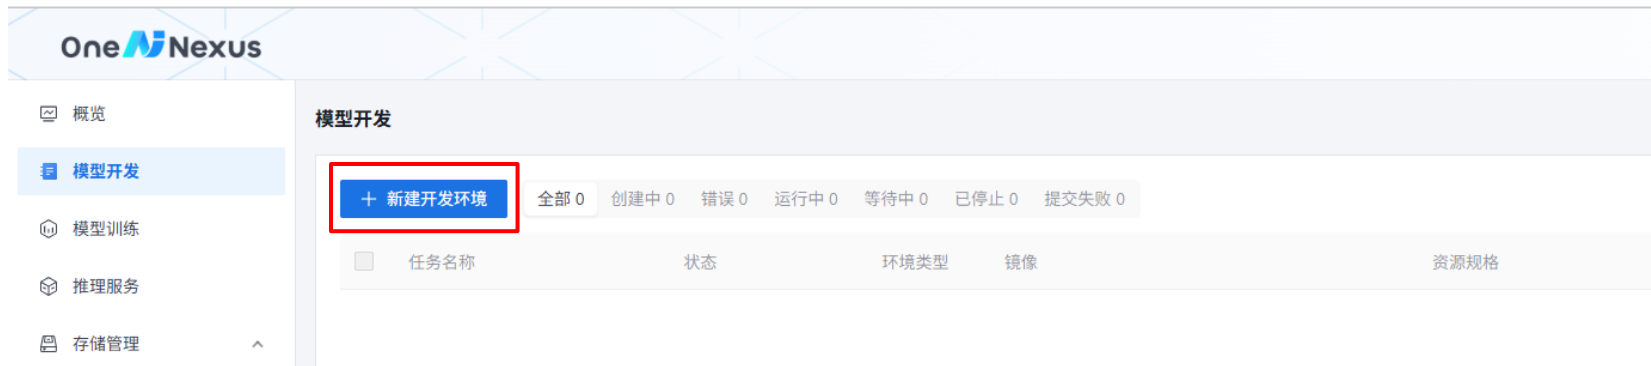 One Ai Nexus
概览
模型开发
模型训练
推理服务
存储管理
模型开发
+ 新建开发环境 全部 0 创建中 0 错误 0 运行中 0 等待中 0 已停止 0 提交失败 0
任务名称 状态 环境类型 镜像 资源规格